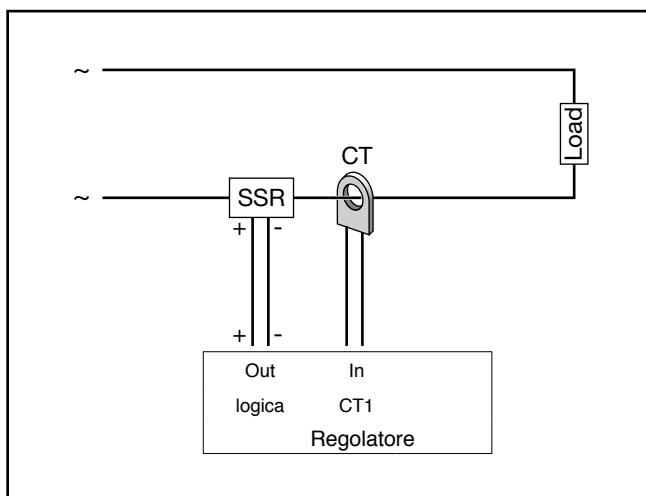 ~
Load
CT
~ SSR
+ -
+ -
Out In
logica CT1
Regolatore